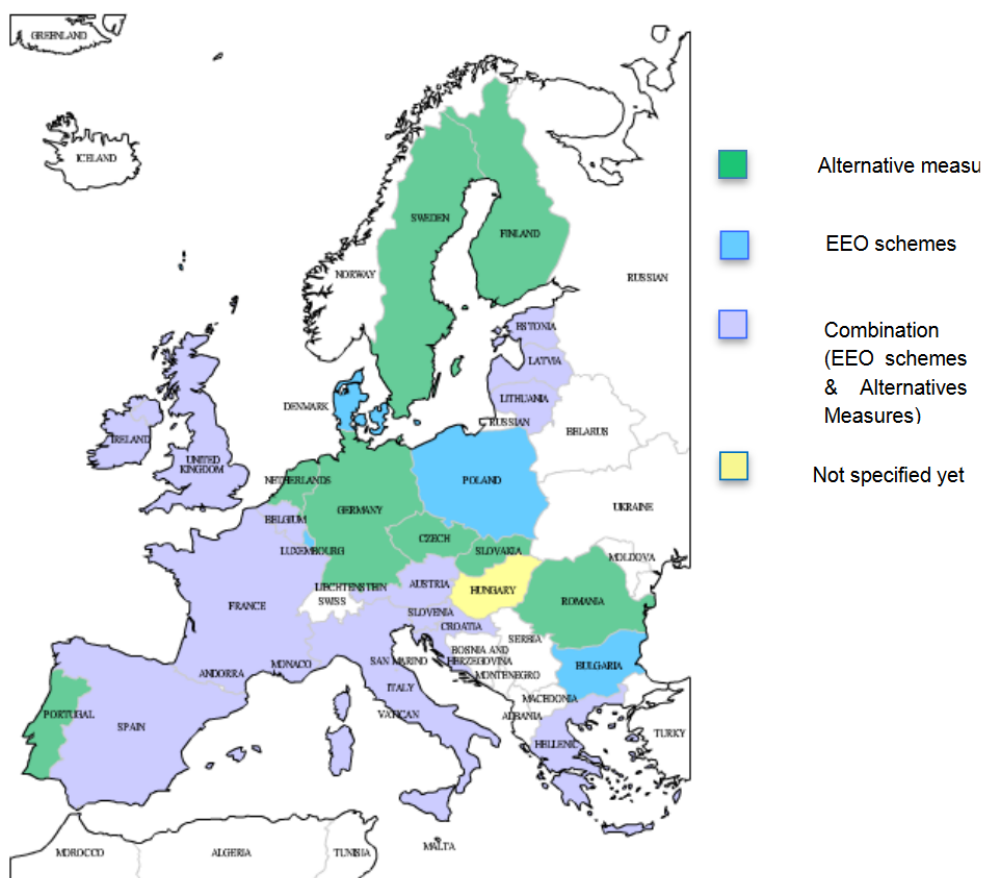 GREENLAND
ICELAND
SWEDEN
FINLAND
NORWAY
RUSSIAN
ESTONIA
LATVIA
LITHUANIA
DENMARK
RUSSIAN
BELARUS
IRELAND
UNITED
KINGDOM
NETHERLANDS
POLAND
GERMANY
UKRAINE
BELGIUM
CZECH
LUXEMBOURG
SLOVAKIA
MOLDOVA
LIECHTENSTEIN
AUSTRIA
HUNGARY
SWISS
ROMANIA
FRANCE
SLOVENIA
CROATIA
SERBIA
BOSNIA AND
HERZEGOVINA
SAN MARINO
MONACO
ANDORRA
BULGARIA
MONTENEGRO
ITALY
MACEDONIA
PORTUGAL
SPAIN
VATICAN
ALBANIA
HELLENIC
TURKY
MALTA
MOROCCO
ALGERIA
TUNISIA
Alternative measu
EEO schemes
Combination
(EEO schemes
& Alternatives
Measures)
Not specified yet